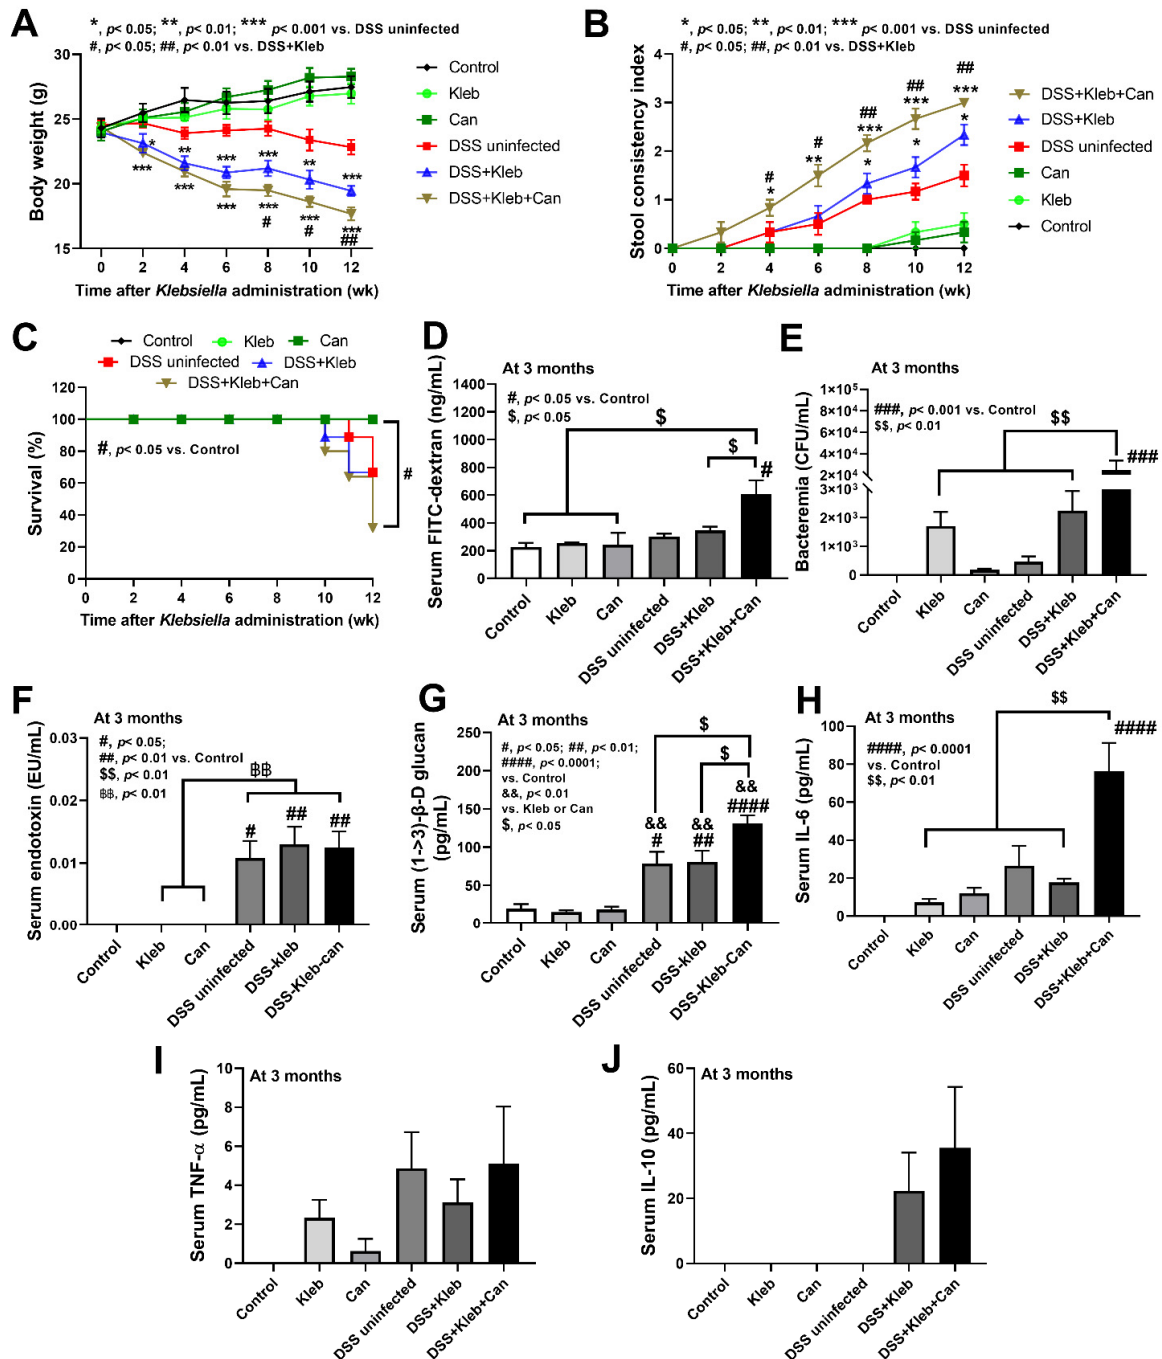 A
*, p< 0.05; **, p< 0.01; *** p< 0.001 vs. DSS uninfected
#, p< 0.05; ##, p< 0.01 vs DSS+Kleb
Body weight (g)
30
25
20
15
* ** *** *** ** ***
*** *** *** *** *** ***
# # ##
0 2 4 6 8 10 12
Time after Klebsiella administration (wk)
Control
Kleb
Can
DSS uninfected
DSS+Kleb
DSS+Kleb+Can
B
*, p< 0.05; **, p< 0.01; *** p< 0.001 vs. DSS uninfected
#, p< 0.05; ##, p< 0.01 vs DSS+Kleb
Stool consistency index
4
3
2
1
0
# # ## ## ##
* ** *** *** ***
* * *
0 2 4 6 8 10 12
Time after Klebsiella administration (wk)
DSS+Kleb+Can
DSS+Kleb
DSS uninfected
Can
Kleb
Control
C
Control Kleb Can
DSS uninfected DSS+Kleb
DSS+Kleb+Can
Survival (%)
120
100
80
60
40
20
0
#, p< 0.05 vs Control
#
0 2 4 6 8 10 12
Time after Klebsiella administration (wk)
D
At 3 months
#, p< 0.05 vs. Control
$, p< 0.05
Serum FITC-dextran (ng/mL)
1400
1200
1000
800
600
400
200
0
$
$
#
Control Kleb Can DSS uninfected DSS+Kleb DSS+Kleb+Can
E
At 3 months
###, p< 0.001 vs. Control
$$, p< 0.01
Bacteremia (CFU/mL)
1×10⁵
8×10⁴
6×10⁴
4×10⁴
2×10⁴
3×10³
2×10³
1×10³
0
$$
###
Control Kleb Can DSS uninfected DSS+Kleb DSS+Kleb+Can
F
At 3 months
#, p< 0.05;
##, p< 0.01 vs Control
$$, p< 0.01
฿฿, p< 0.01
Serum endotoxin (EU/mL)
0.03
0.02
0.01
0.00
฿฿
# ## ##
Control Kleb Can DSS uninfected DSS-kleb DSS-Kleb-can
G
At 3 months
#, p< 0.05; ##, p< 0.01;
####, p< 0.0001;
vs. Control
&&, p< 0.01
vs. Kleb or Can
$, p< 0.05
Serum (1->3)-β-D glucan
(pg/mL)
250
200
150
100
50
0
$
$
&& && &&
# ## ####
Control Kleb Can DSS uninfected DSS-kleb DSS-Kleb-Can
H
At 3 months
####, p< 0.0001
vs Control
$$, p< 0.01
Serum IL-6 (pg/mL)
100
80
60
40
20
0
$$
####
Control Kleb Can DSS uninfected DSS+Kleb DSS+Kleb+Can
I
At 3 months
Serum TNF-α (pg/mL)
10
8
6
4
2
0
Control Kleb Can DSS uninfected DSS+Kleb DSS+Kleb+Can
J
At 3 months
Serum IL-10 (pg/mL)
60
40
20
0
Control Kleb Can DSS uninfected DSS+Kleb DSS+Kleb+Can